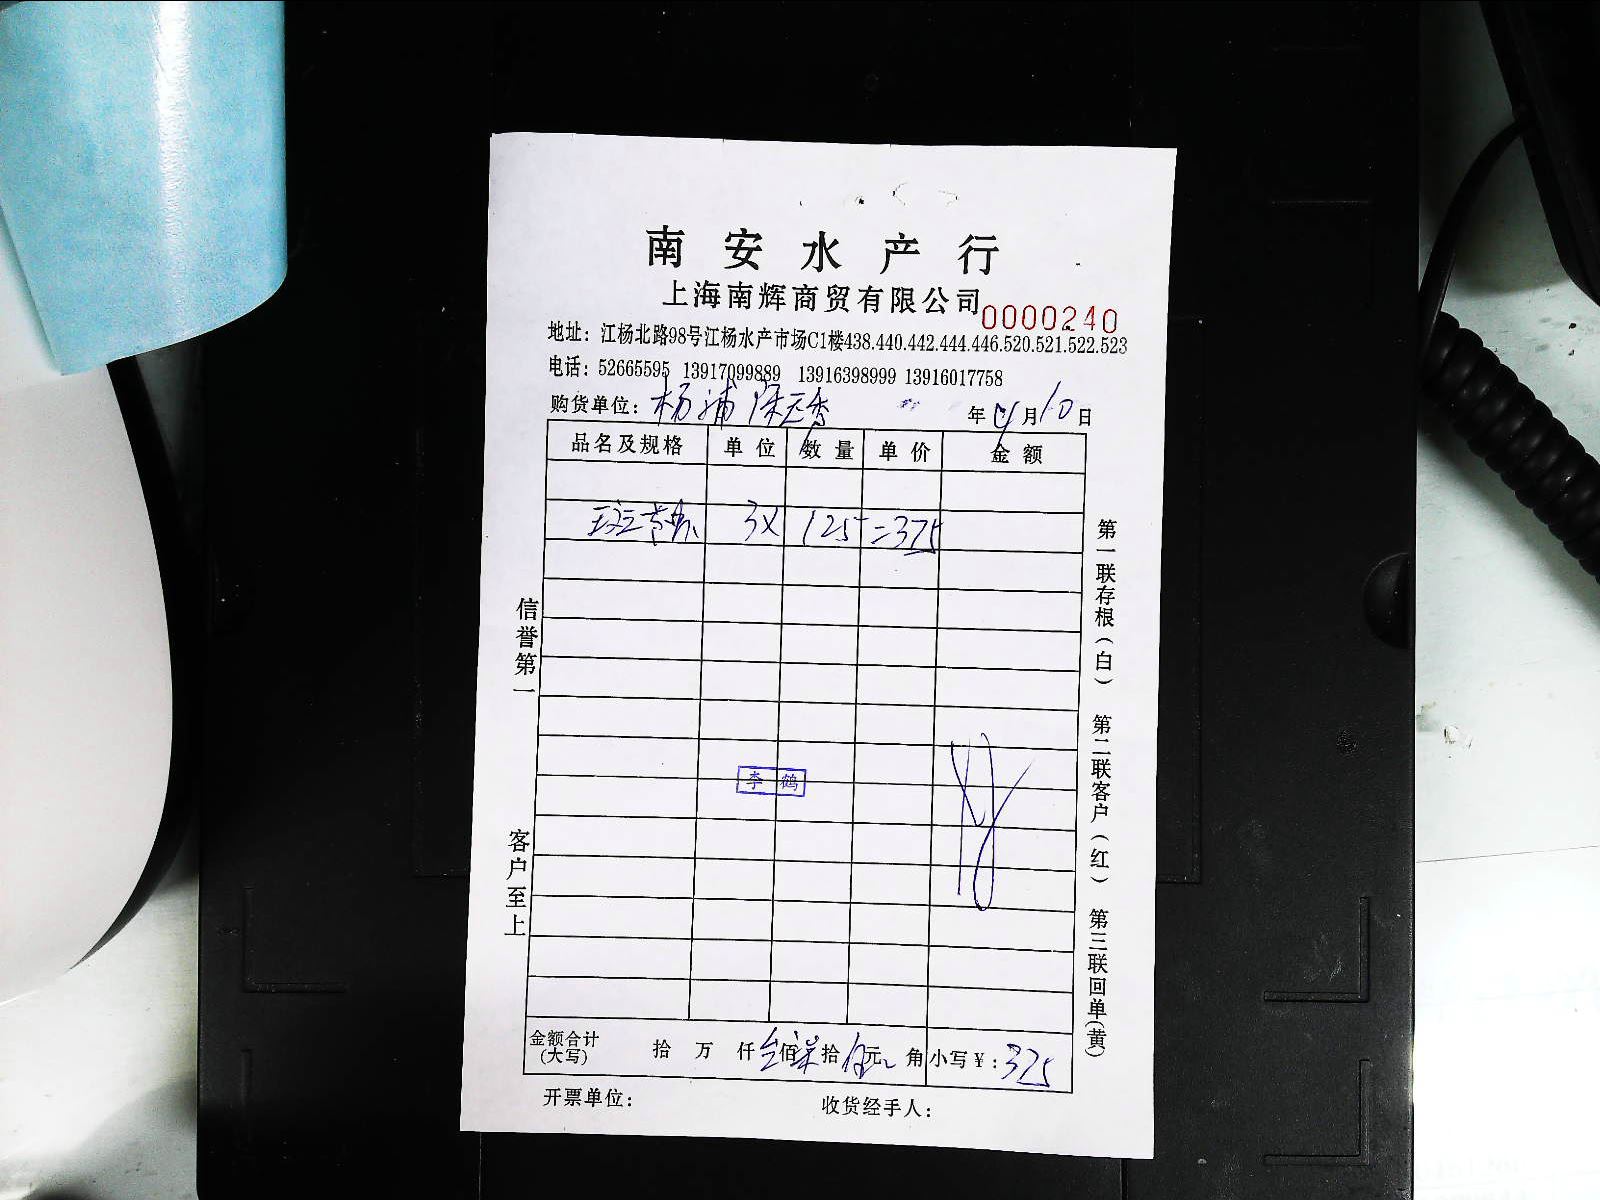 南安水产行
上海南辉商贸有限公司
0000240
地址：江杨北路98号江杨水产市场C1楼438.440.442.444.446.520.521.522.523
电话：52665595 13917099889 13916398999 13916017758
购货单位：杨浦 年 4 月 10 日
品名及规格 单位 数量 单价 金额
3X 125 =375
李鹤
信誉第一
客户至上
第一联存根（白） 第二联客户（红） 第三联回单（黄）
金额合计（大写） 拾 万 仟 叁佰柒拾伍元 角 小写￥：375
开票单位： 收货经手人：